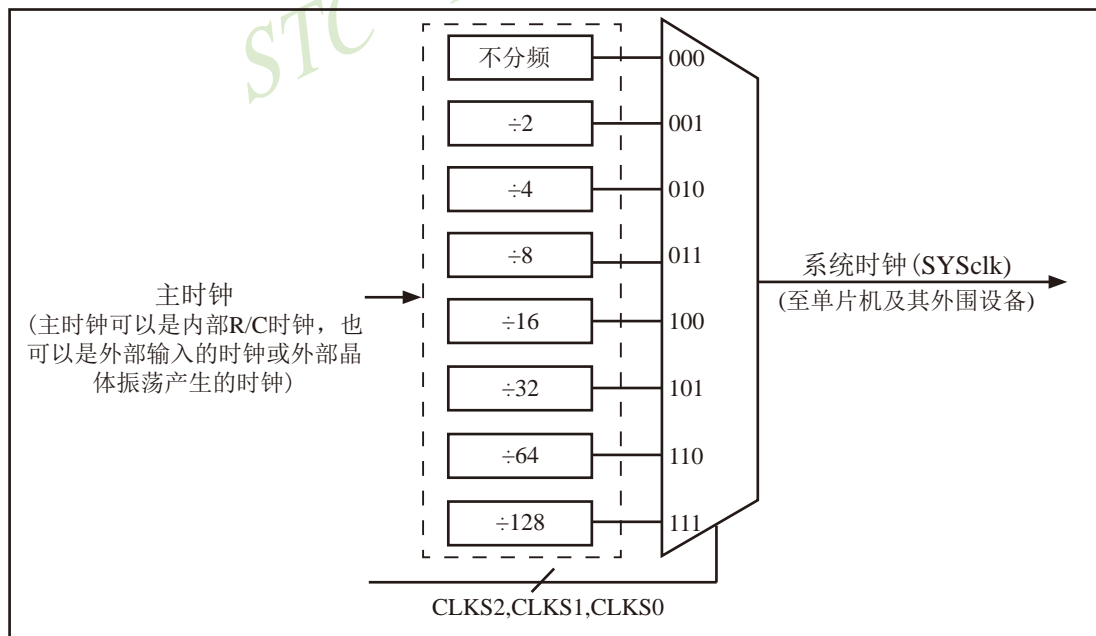 STC
不分频
000
÷2
001
÷4
010
÷8
011
÷16
100
÷32
101
÷64
110
÷128
111
主时钟
(主时钟可以是内部R/C时钟，也
可以是外部输入的时钟或外部晶
体振荡产生的时钟)
系统时钟(SYSclk)
(至单片机及其外围设备)
CLKS2,CLKS1,CLKS0